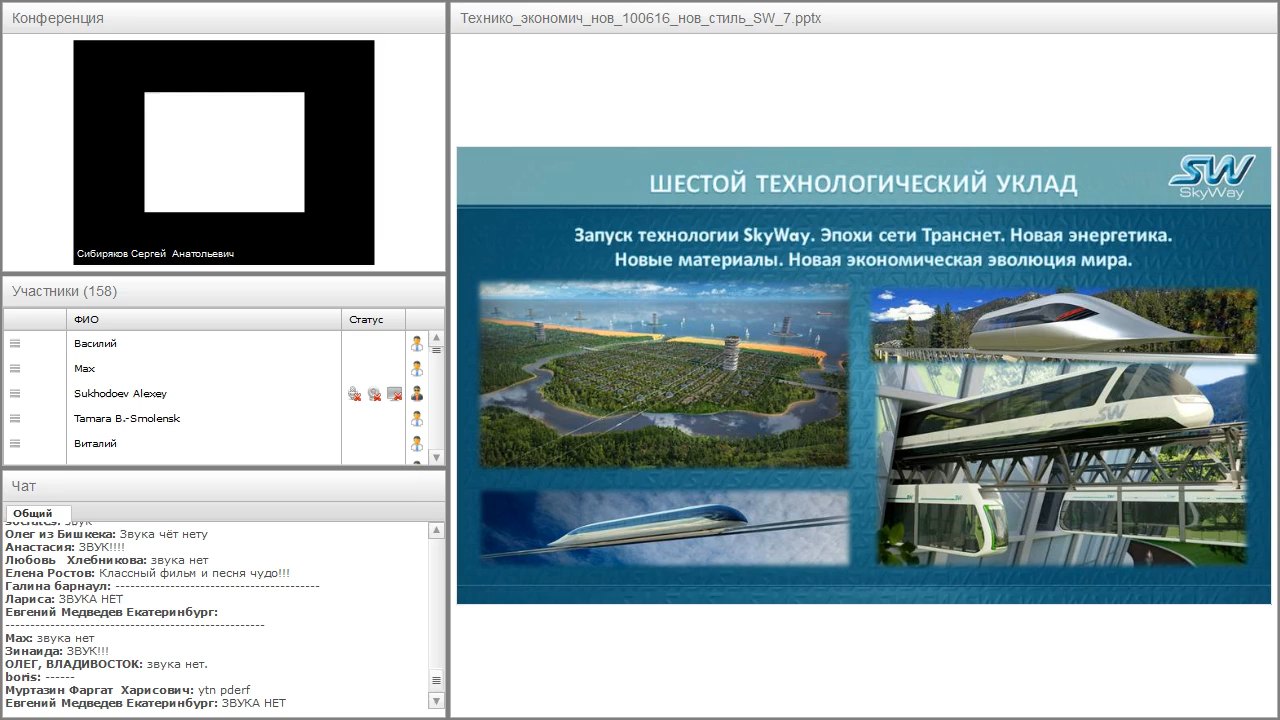 Конференция
Сибиряков Сергей  Анатольевич
Участники (158)
ФИО
Статус
Василий
Max
Sukhodoev Alexey
Tamara B.-Smolensk
Виталий
Чат
Общий
socrates: звук
Олег из Бишкека: Звука чёт нету
Анастасия: ЗВУК!!!!
Любовь   Хлебникова: звука нет
Елена Ростов: Классный фильм и песня чудо!!!
Галина барнаул: -----------------------------------------
Лариса: ЗВУКА НЕТ
Евгений Медведев Екатеринбург:
----------------------------------------------------
Max: звука нет
Зинаида: ЗВУК!!!
ОЛЕГ, ВЛАДИВОСТОК: звука нет.
boris: ------
Муртазин Фаргат  Харисович: ytn pderf
Евгений Медведев Екатеринбург: ЗВУКА НЕТ
Технико_экономич_нов_100616_нов_стиль_SW_7.pptx
ШЕСТОЙ ТЕХНОЛОГИЧЕСКИЙ УКЛАД
SW
SkyWay
Запуск технологии SkyWay. Эпохи сети Транснет. Новая энергетика.
Новые материалы. Новая экономическая эволюция мира.
SW